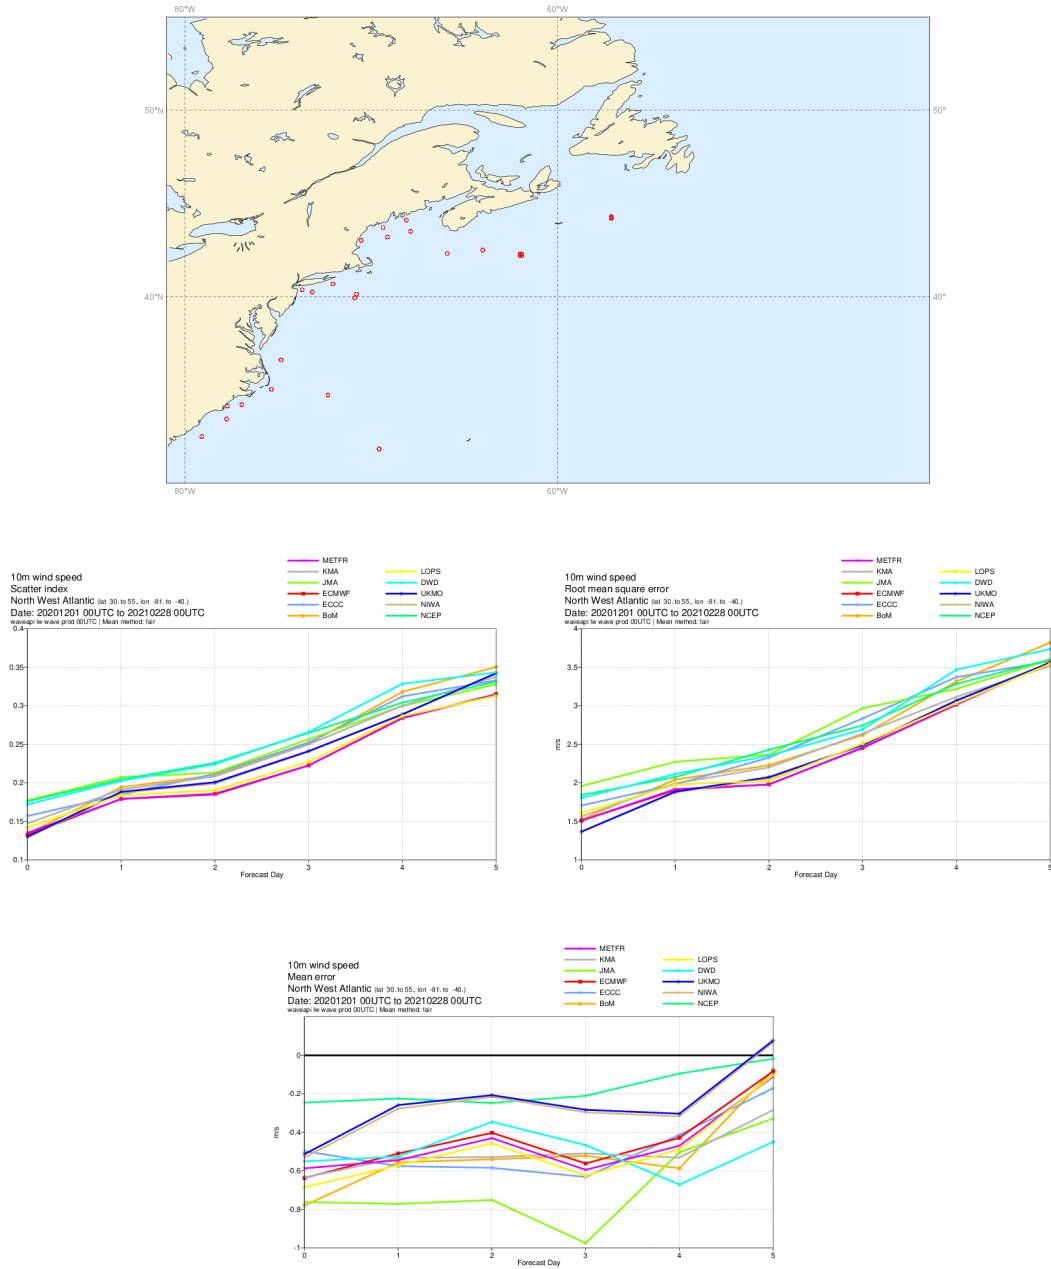 80°W 60°W
50°N 50°
40°N 40°
80°W 60°W
10m wind speed
Scatter index
North West Atlantic (lat 30. to 55., lon -81. to -40.)
Date: 20201201 00UTC to 20210228 00UTC
waveapi lw wave prod 00UTC | Mean method: fair
METFR
KMA LOPS
JMA DWD
ECMWF UKMO
ECCC NIWA
BoM NCEP
0.4
0.35
0.3
0.25
0.2
0.15
0.1
0 1 2 3 4 5
Forecast Day
10m wind speed
Root mean square error
North West Atlantic (lat 30. to 55., lon -81. to -40.)
Date: 20201201 00UTC to 20210228 00UTC
waveapi lw wave prod 00UTC | Mean method: fair
METFR
KMA LOPS
JMA DWD
ECMWF UKMO
ECCC NIWA
BoM NCEP
4
3.5
3
2.5
2
1.5
1
m/s
0 1 2 3 4 5
Forecast Day
10m wind speed
Mean error
North West Atlantic (lat 30. to 55., lon -81. to -40.)
Date: 20201201 00UTC to 20210228 00UTC
waveapi lw wave prod 00UTC | Mean method: fair
METFR
KMA LOPS
JMA DWD
ECMWF UKMO
ECCC NIWA
BoM NCEP
0
-0.2
-0.4
-0.6
-0.8
-1
m/s
0 1 2 3 4 5
Forecast Day